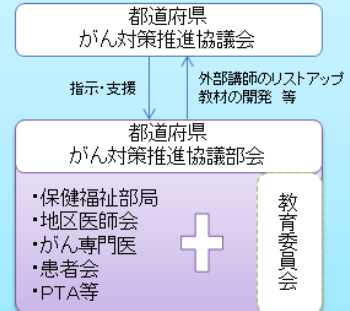 都道府県
がん対策推進協議会
指示・支援
外部講師のリストアップ
教材の開発 等
都道府県
がん対策推進協議部会
・保健福祉部局
・地区医師会
・がん専門医
・患者会
・PTA等
教育委員会